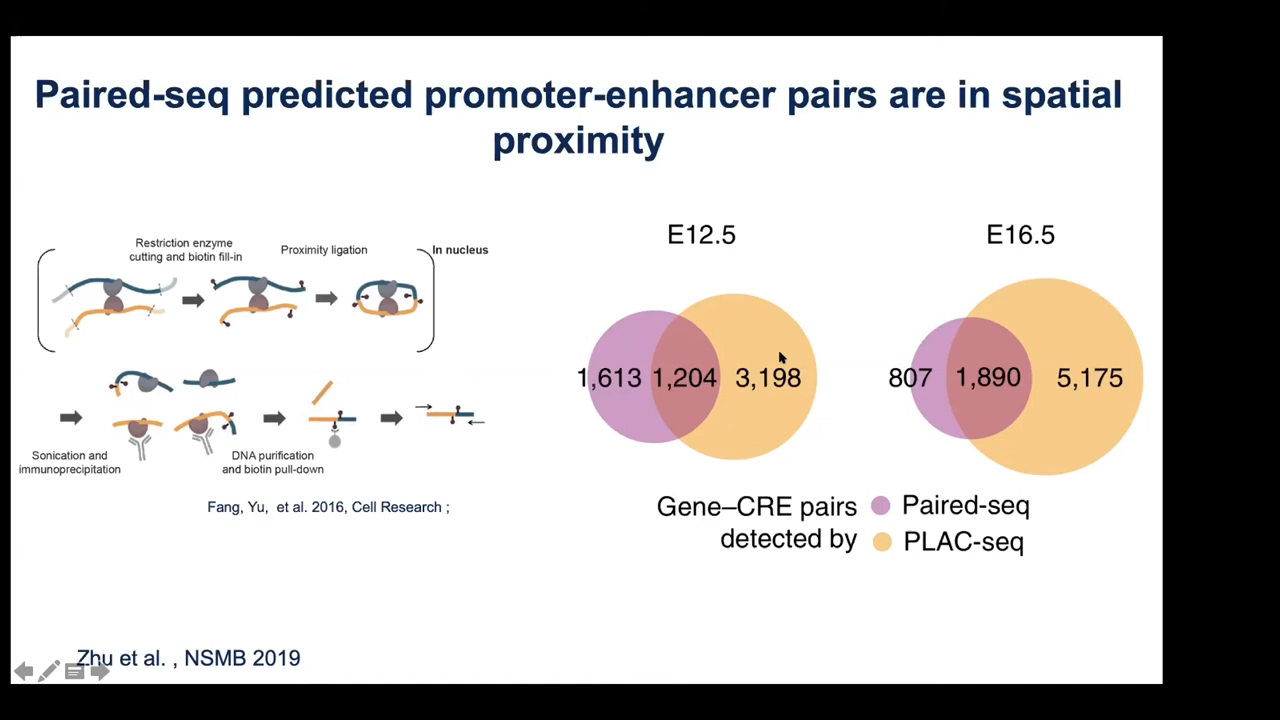 Paired-seq predicted promoter-enhancer pairs are in spatial
proximity
Restriction enzyme
cutting and biotin fill-in
Proximity ligation
In nucleus
Sonication and
immunoprecipitation
DNA purification
and biotin pull-down
Fang, Yu, et al. 2016, Cell Research ;
E12.5
1,613 1,204 3,198
E16.5
807 1,890 5,175
Gene–CRE pairs
detected by
Paired-seq
PLAC-seq
Zhu et al. , NSMB 2019